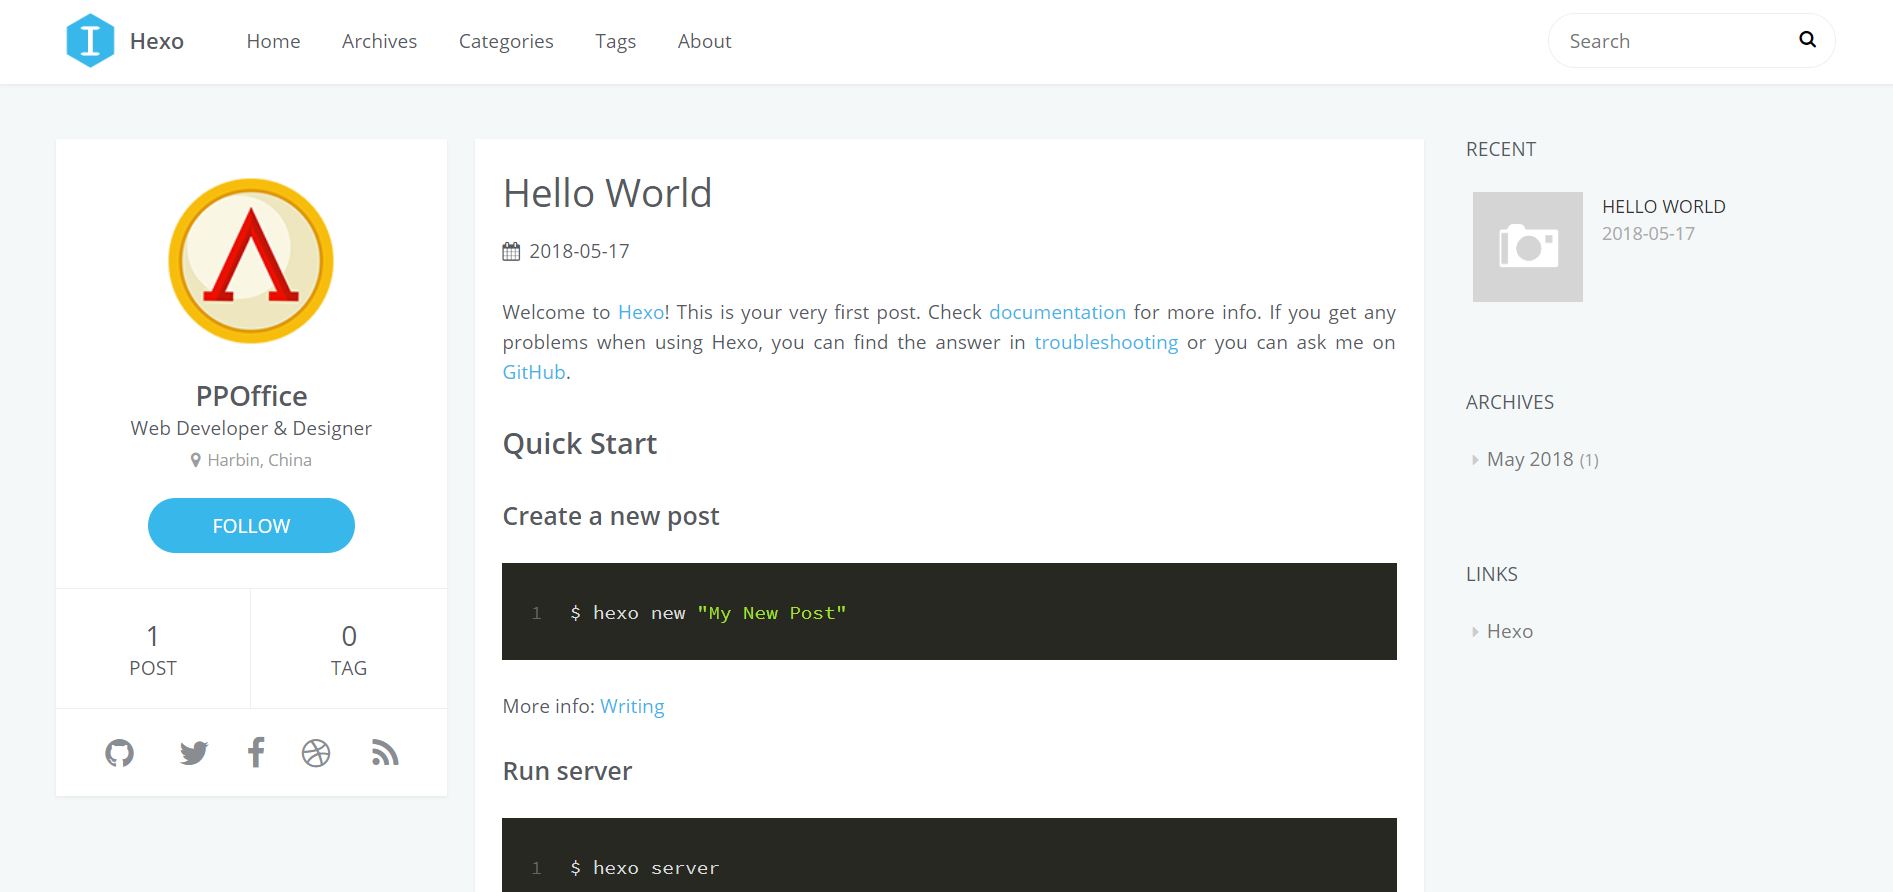 Hexo
Home
Archives
Categories
Tags
About
Search
PPOffice
Web Developer & Designer
Harbin, China
FOLLOW
1
POST
0
TAG
Hello World
2018-05-17
Welcome to Hexo! This is your very first post. Check documentation for more info. If you get any
problems when using Hexo, you can find the answer in troubleshooting or you can ask me on
GitHub.
Quick Start
Create a new post
1 $ hexo new "My New Post"
More info: Writing
Run server
1 $ hexo server
RECENT
HELLO WORLD
2018-05-17
ARCHIVES
May 2018 (1)
LINKS
Hexo